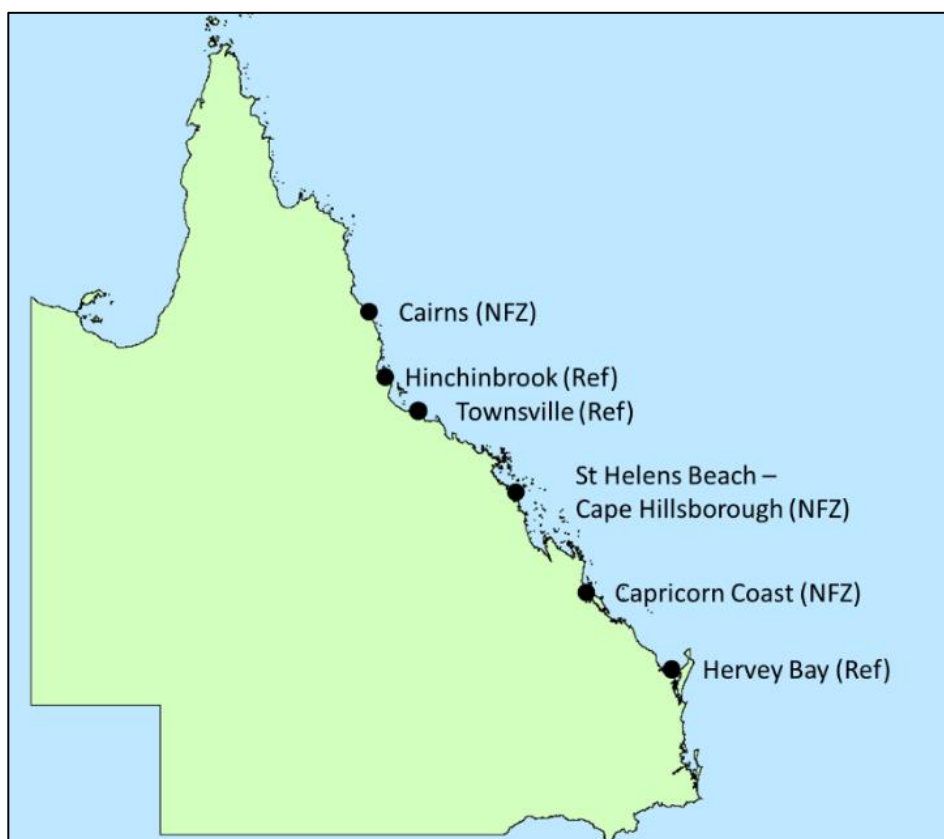 Cairns (NFZ)
Hinchinbrook (Ref)
Townsville (Ref)
St Helens Beach –
Cape Hillsborough (NFZ)
Capricorn Coast (NFZ)
Hervey Bay (Ref)